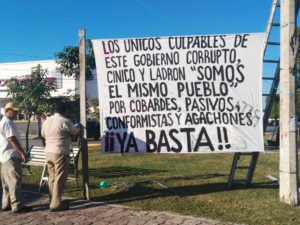 LOS UNICOS CULPABLES DE
ESTE GOBIERNO CORRUPTO,
CINICO Y LADRON "SOMOS
EL MISMO PUEBLO"
POR COBARDES, PASIVOS,
CONFORMISTAS Y AGACHONES
¡¡YA BASTA!!